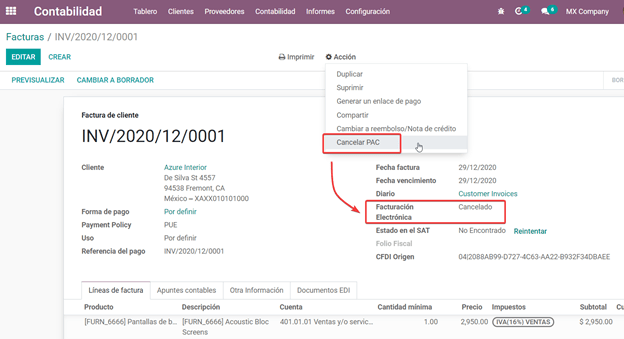 Contabilidad Tablero Clientes Proveedores Contabilidad Informes Configuración 4 4 MX Company
Facturas / INV/2020/12/0001
EDITAR CREAR Imprimir Acción
PREVISUALIZAR CAMBIAR A BORRADOR BOR
Duplicar
Suprimir
Generar un enlace de pago
Compartir
Cambiar a reembolso/Nota de crédito
Cancelar PAC
Factura de cliente
INV/2020/12/0001
Cliente Azure Interior
De Silva St 4557
94538 Fremont, CA
México – XAXX010101000
Forma de pago Por definir
Payment Policy PUE
Uso Por definir
Referencia del pago INV/2020/12/0001
Fecha factura 29/12/2020
Fecha vencimiento 29/12/2020
Diario Customer Invoices
Facturación Electrónica Cancelado
Estado en el SAT No Encontrado Reintentar
Folio Fiscal
CFDI Origen 04|2088AB99-D727-4C63-AA22-B932F34DBAEE
Líneas de factura Apuntes contables Otra Información Documentos EDI
Producto Descripción Cuenta Cantidad mínima Precio Impuestos Subtotal Cu
[FURN_6666] Pantallas de b... [FURN_6666] Acoustic Bloc 401.01.01 Ventas y/o servic... 1.00 2,950.00 IVA(16%) VENTAS $ 2,950.00
Screens